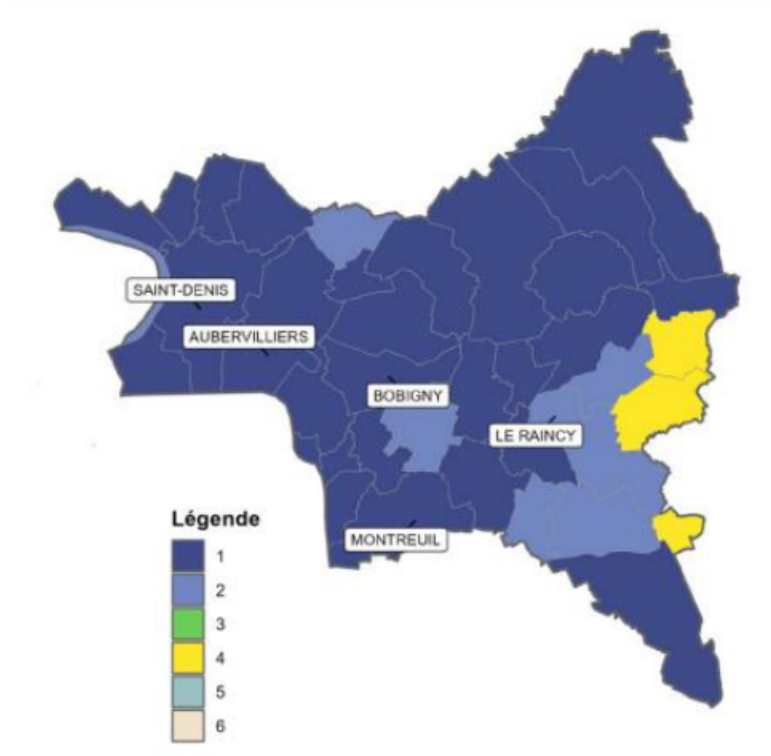 SAINT-DENIS
AUBERVILLIERS
BOBIGNY
LE RAINCY
MONTREUIL
Légende
1
2
3
4
5
6